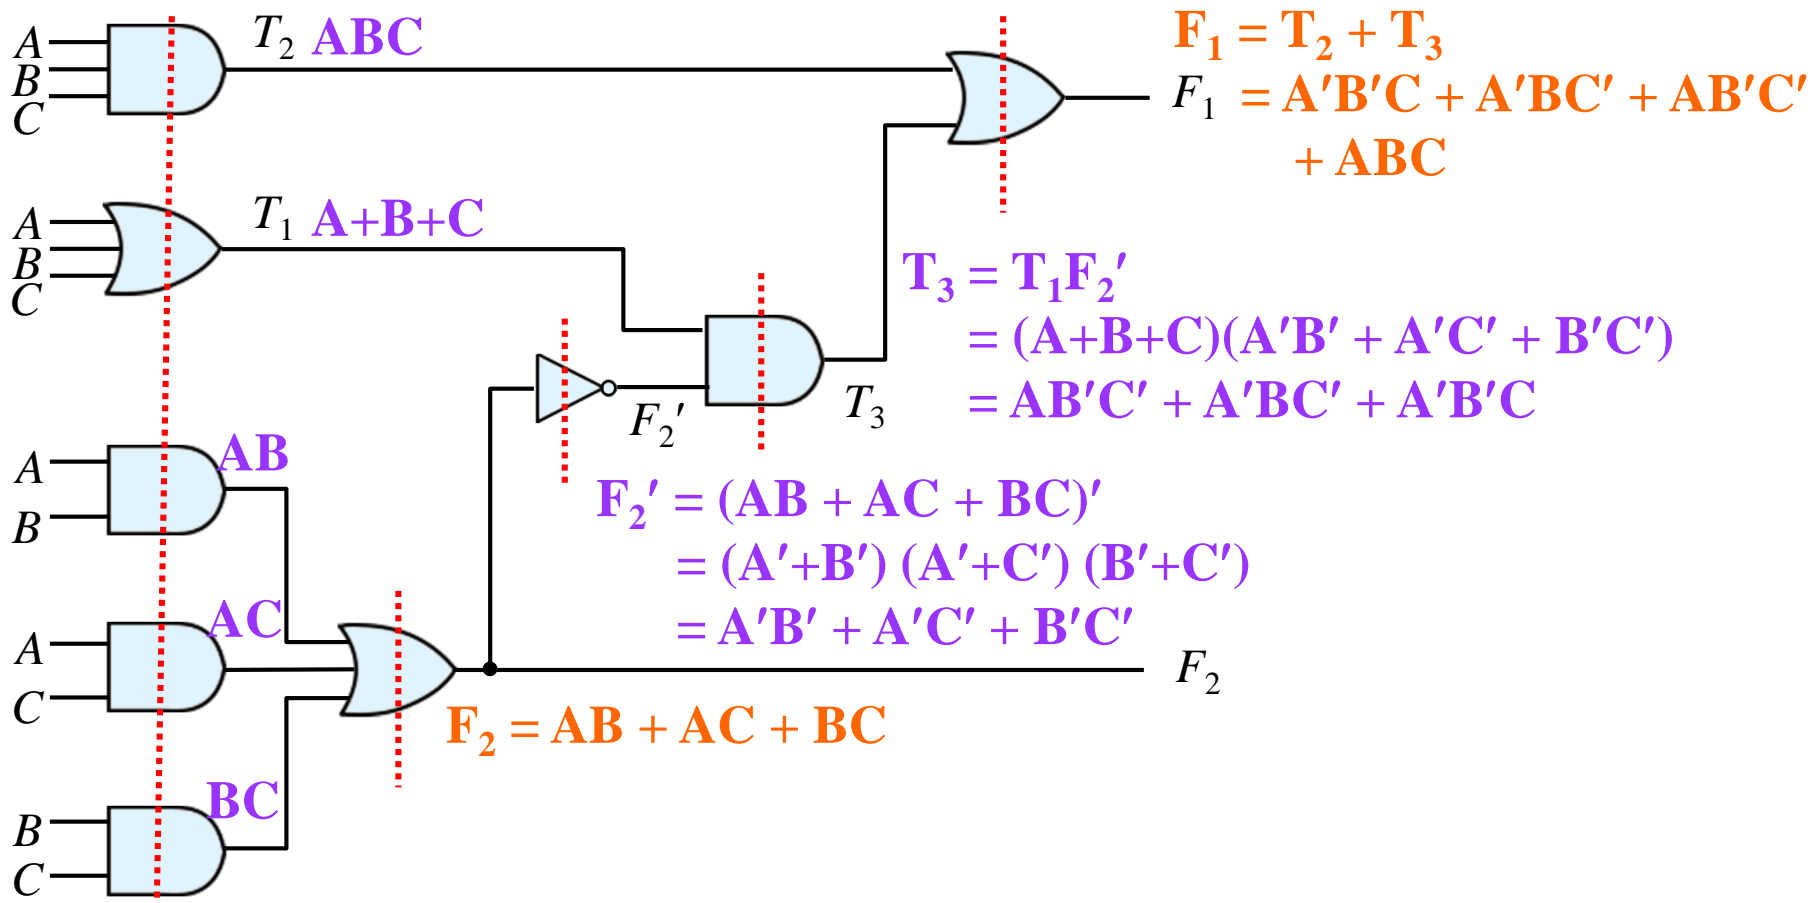 A
B
C
T₂ ABC
F₁ = T₂ + T₃
F₁ = A′B′C + A′BC′ + AB′C′
+ ABC
A
B
C
T₁ A+B+C
T₃ = T₁F₂′
= (A+B+C)(A′B′ + A′C′ + B′C′)
= AB′C′ + A′BC′ + A′B′C
F₂′
T₃
A
B
AB
F₂′ = (AB + AC + BC)′
= (A′+B′) (A′+C′) (B′+C′)
= A′B′ + A′C′ + B′C′
A
C
AC
F₂
F₂ = AB + AC + BC
B
C
BC